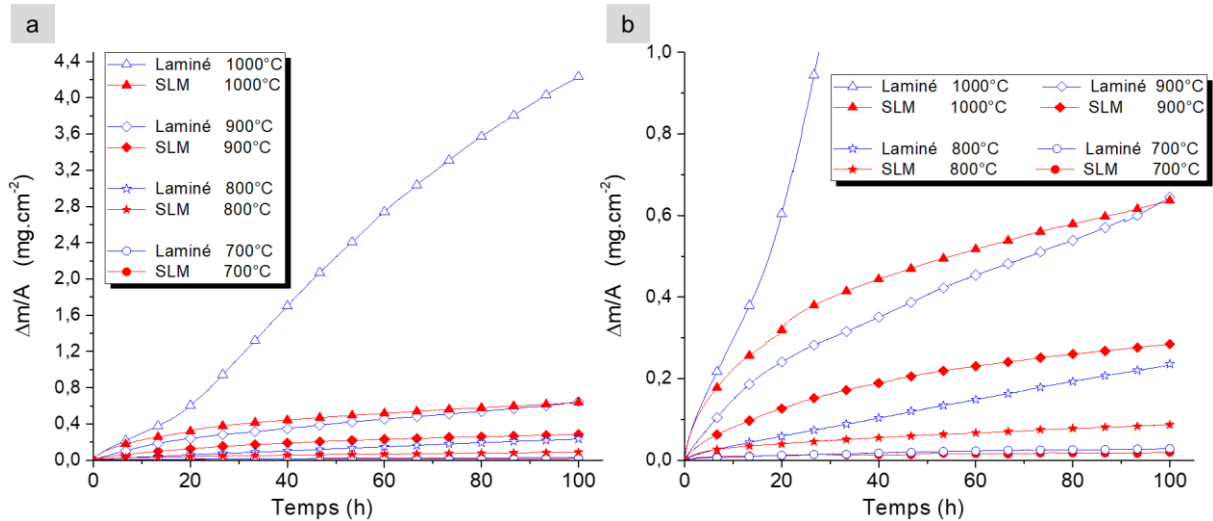 a
Δm/A (mg.cm⁻²)
4,4
4,0
3,6
3,2
2,8
2,4
2,0
1,6
1,2
0,8
0,4
0,0
Laminé 1000°C
SLM 1000°C
Laminé 900°C
SLM 900°C
Laminé 800°C
SLM 800°C
Laminé 700°C
SLM 700°C
0 20 40 60 80 100
Temps (h)
b
Δm/A (mg.cm⁻²)
1,0
0,8
0,6
0,4
0,2
0,0
Laminé 1000°C Laminé 900°C
SLM 1000°C SLM 900°C
Laminé 800°C Laminé 700°C
SLM 800°C SLM 700°C
0 20 40 60 80 100
Temps (h)